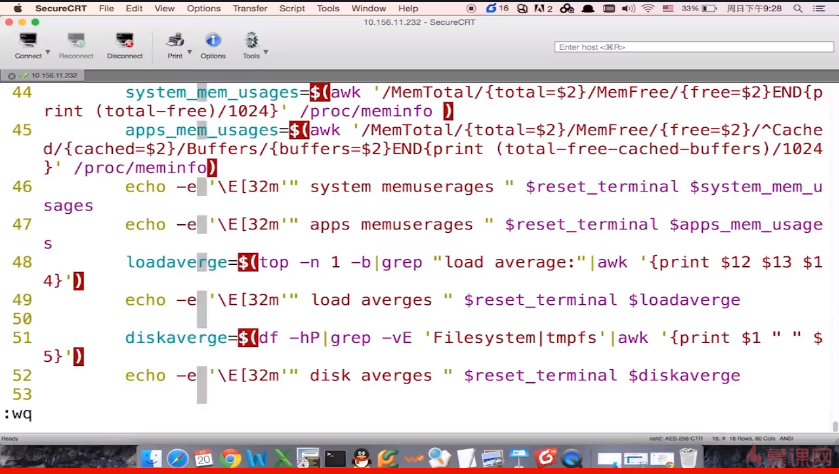 SecureCRT File Edit View Options Transfer Script Tools Window Help 16 2 33% 周日下午9:28
10.156.11.232 - SecureCRT
Connect Reconnect Disconnect Print Options Tools Enter host <⌘R>
10.156.11.232
44 system_mem_usages=$(awk '/MemTotal/{total=$2}/MemFree/{free=$2}END{p
rint (total-free)/1024}' /proc/meminfo )
45 apps_mem_usages=$(awk '/MemTotal/{total=$2}/MemFree/{free=$2}/^Cache
d/{cached=$2}/Buffers/{buffers=$2}END{print (total-free-cached-buffers)/1024
}' /proc/meminfo)
46 echo -e '\E[32m'" system memuserages " $reset_terminal $system_mem_u
sages
47 echo -e '\E[32m'" apps memuserages " $reset_terminal $apps_mem_usage
s
48 loadaverge=$(top -n 1 -b|grep "load average:"|awk '{print $12 $13 $1
4}')
49 echo -e '\E[32m'" load averges " $reset_terminal $loadaverge
50
51 diskaverge=$(df -hP|grep -vE 'Filesystem|tmpfs'|awk '{print $1 " " $
5}')
52 echo -e '\E[32m'" disk averges " $reset_terminal $diskaverge
53
:wq
Ready ssh2: AES-256-CTR 18, 4 18 Rows, 80 Cols ANSI
20
慕课网